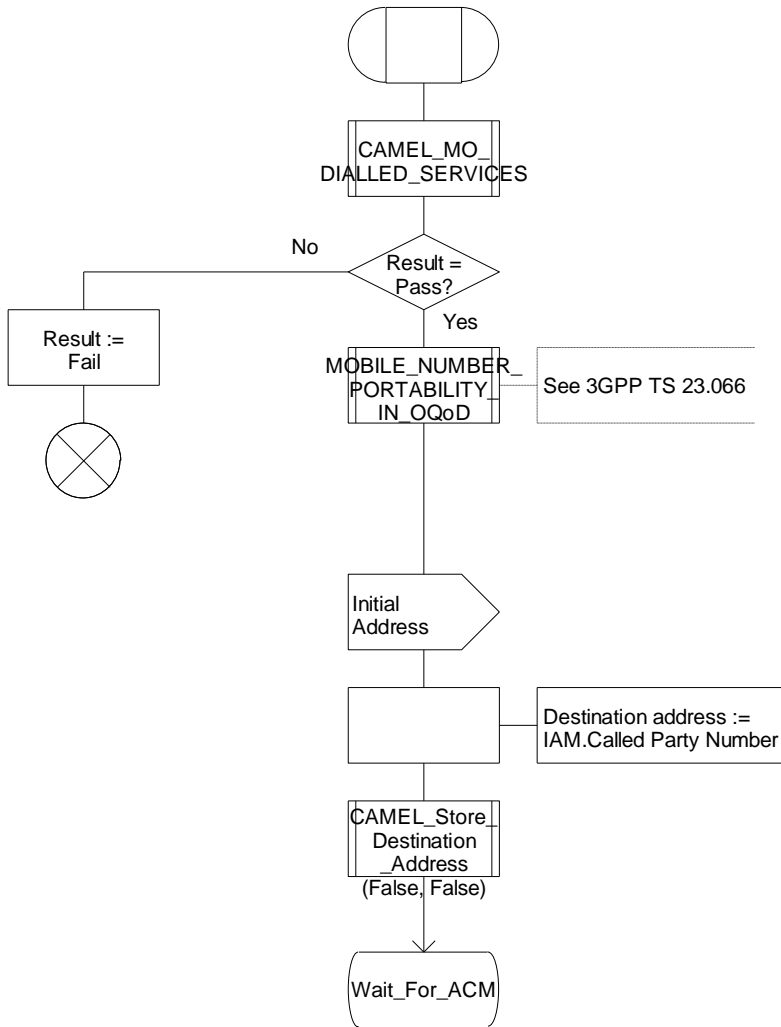 CAMEL_MO_
DIALLED_SERVICES
No
Result =
Pass?
Result :=
Fail
Yes
MOBILE_NUMBER_
PORTABILITY_
IN_OQoD
See 3GPP TS 23.066
Initial
Address
Destination address :=
IAM.Called Party Number
CAMEL_Store_
Destination
_Address
(False, False)
Wait_For_ACM